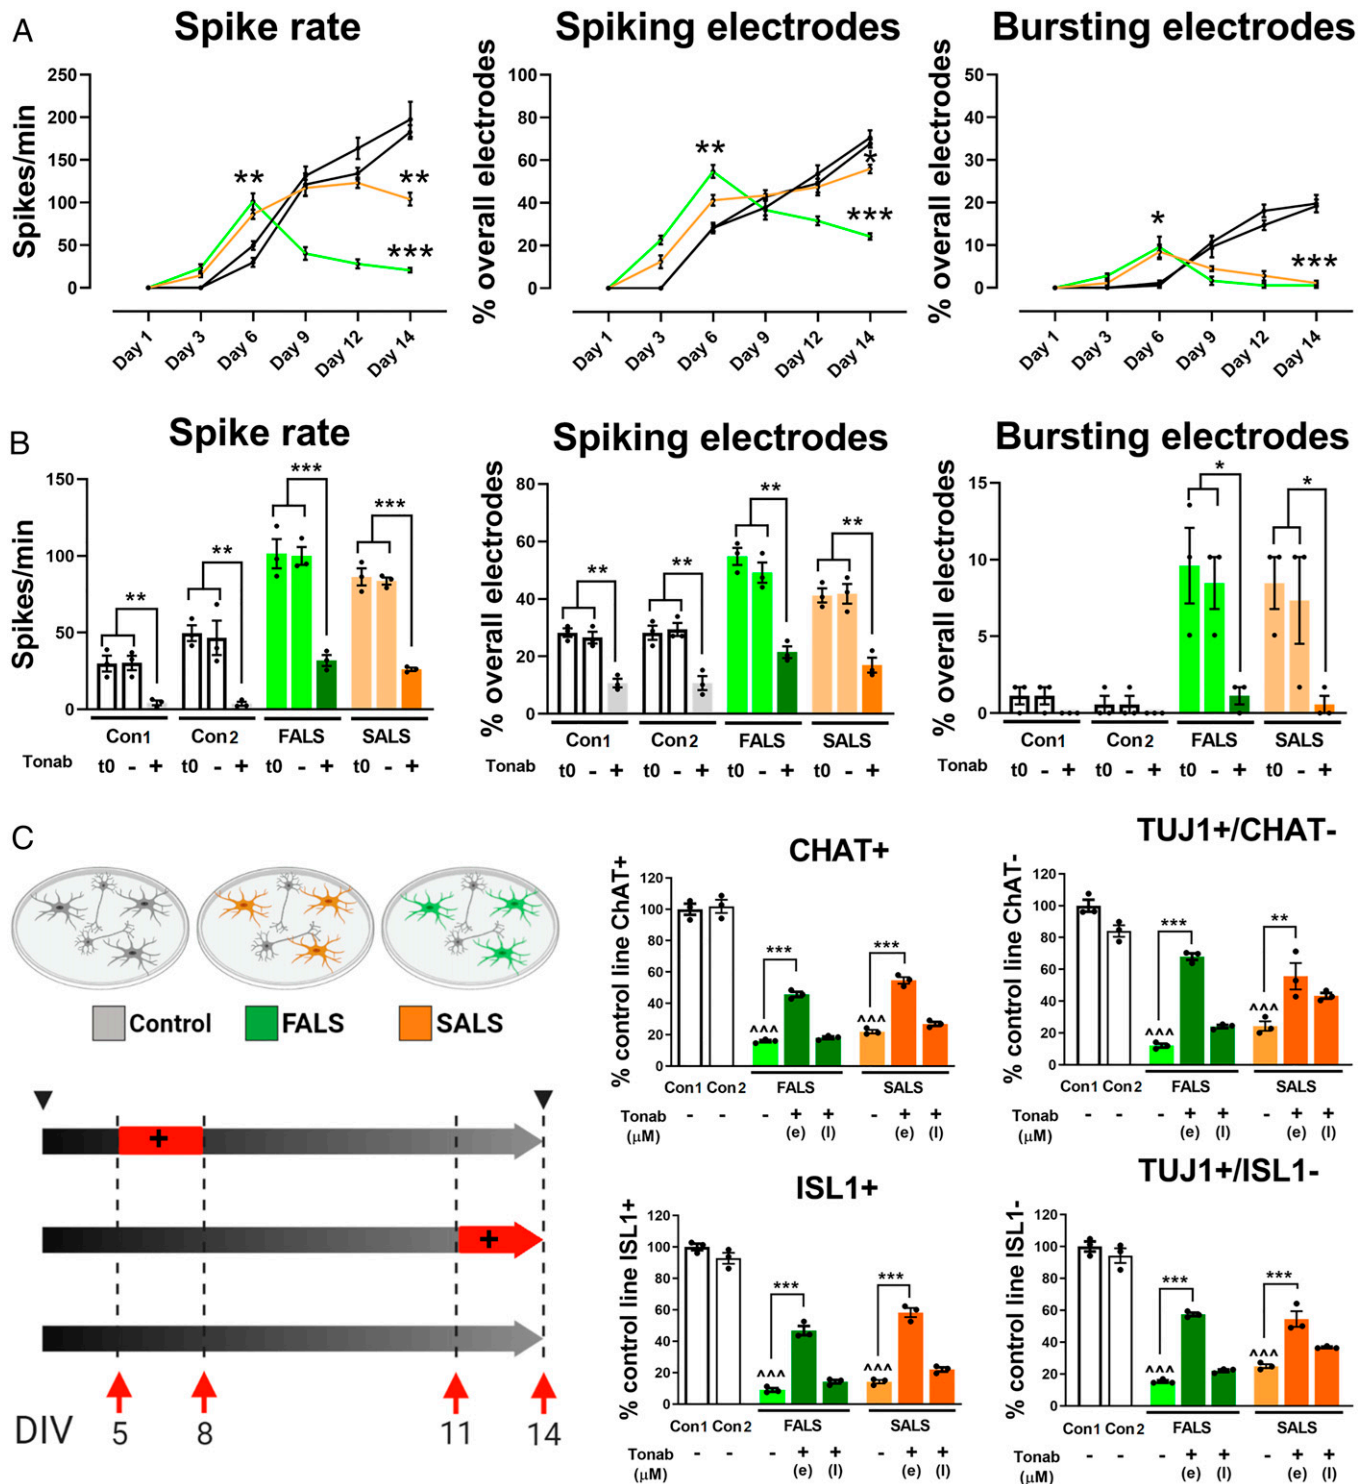 A
Spike rate
Spiking electrodes
Bursting electrodes
Spikes/min
250
200
150
100
50
0
**
**
***
Day 1
Day 3
Day 6
Day 9
Day 12
Day 14
% overall electrodes
100
80
60
40
20
0
**
*
***
Day 1
Day 3
Day 6
Day 9
Day 12
Day 14
% overall electrodes
50
40
30
20
10
0
*
***
Day 1
Day 3
Day 6
Day 9
Day 12
Day 14
B
Spike rate
Spiking electrodes
Bursting electrodes
Spikes/min
150
100
50
0
**
**
***
***
Con1 Con2 FALS SALS
Tonab t0 - + t0 - + t0 - + t0 - +
% overall electrodes
80
60
40
20
0
**
**
**
**
Con1 Con2 FALS SALS
Tonab t0 - + t0 - + t0 - + t0 - +
% overall electrodes
15
10
5
0
*
*
Con1 Con2 FALS SALS
Tonab t0 - + t0 - + t0 - + t0 - +
C
Control FALS SALS
+
+
DIV 5 8 11 14
CHAT+
% control line ChAT+
120
100
80
60
40
20
0
^^^
***
^^^
***
Con1 Con2 FALS SALS
Tonab - - - + + - + +
(μM) (e) (l) (e) (l)
TUJ1+/CHAT-
% control line ChAT-
120
100
80
60
40
20
0
^^^
***
^^^
**
Con1 Con2 FALS SALS
Tonab - - - + + - + +
(μM) (e) (l) (e) (l)
ISL1+
% control line ISL1+
120
100
80
60
40
20
0
^^^
***
^^^
***
Con1 Con2 FALS SALS
Tonab - - - + + - + +
(μM) (e) (l) (e) (l)
TUJ1+/ISL1-
% control line ISL1-
120
100
80
60
40
20
0
^^^
***
^^^
***
Con1 Con2 FALS SALS
Tonab - - - + + - + +
(μM) (e) (l) (e) (l)